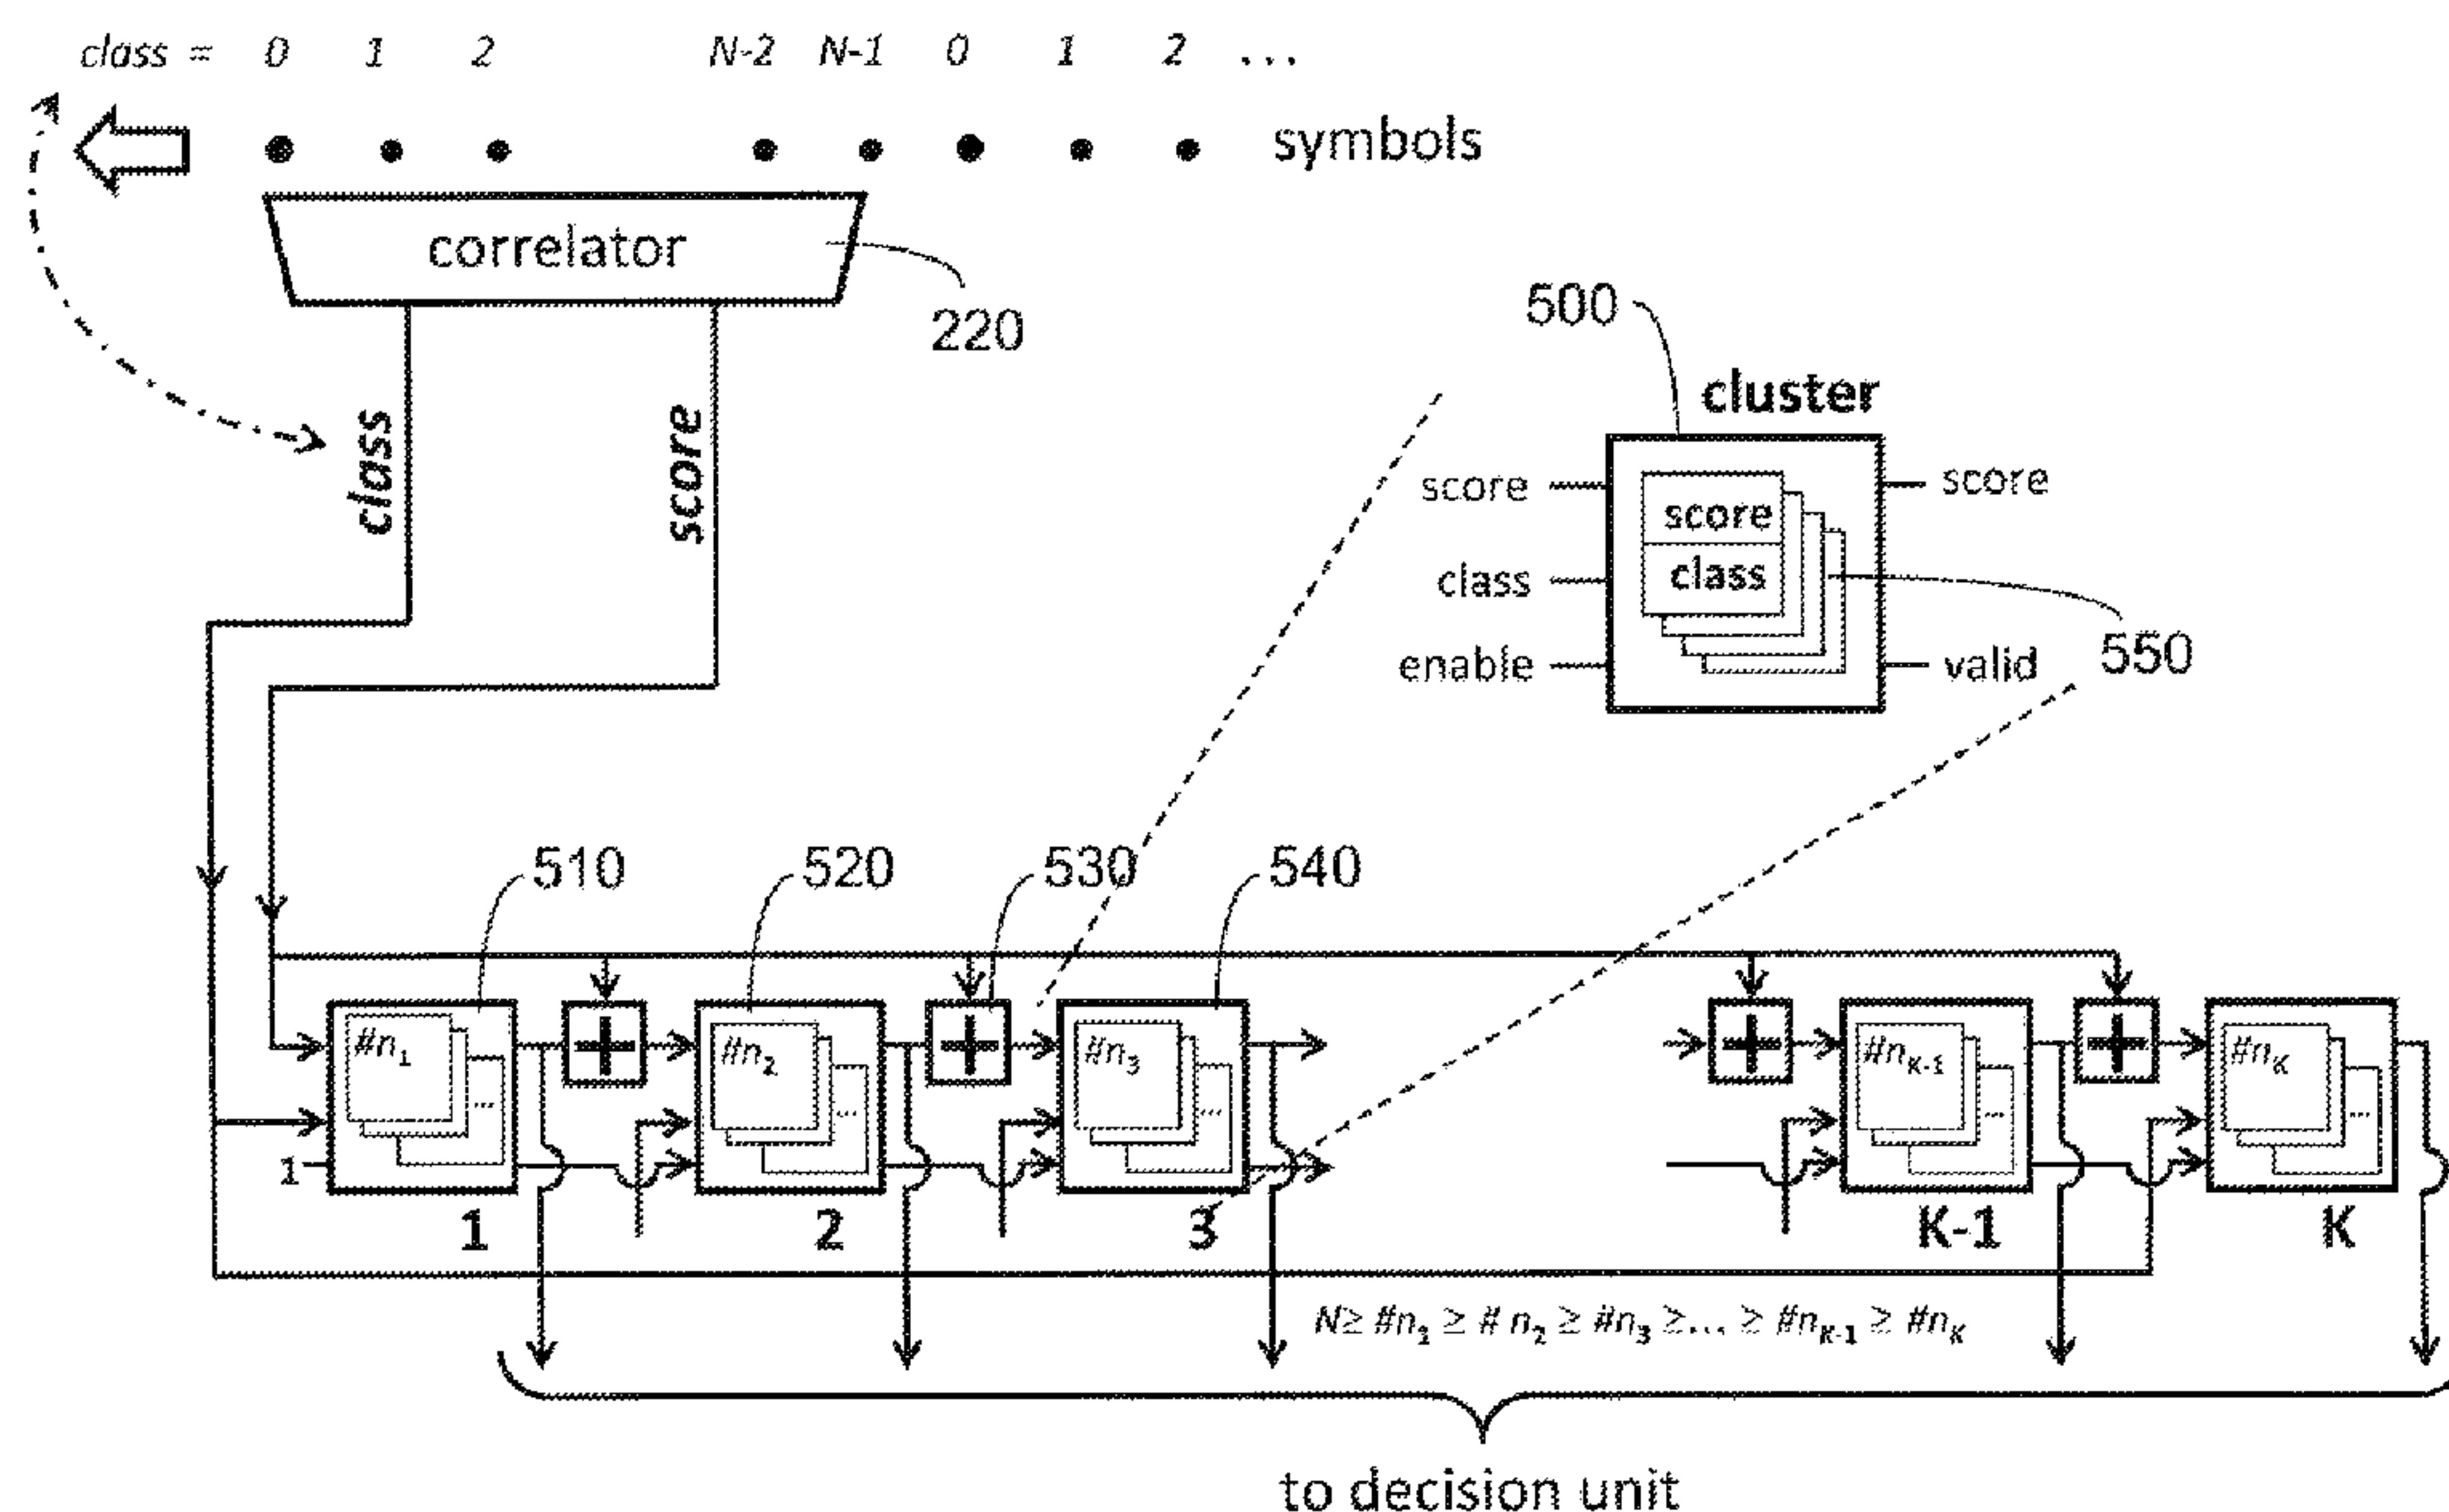 class = 0 1 2 N-2 N-1 0 1 2 ...
symbols
correlator
220
class
score
500
cluster
score
score
score
class
class
enable
valid
550
510
520
530
540
#n1
...
#n2
...
#n3
...
#nK-1
...
#nK
...
1
1
2
3
K-1
K
N≥ #n1 ≥ # n2 ≥ #n3 ≥... ≥ #nK-1 ≥ #nK
to decision unit